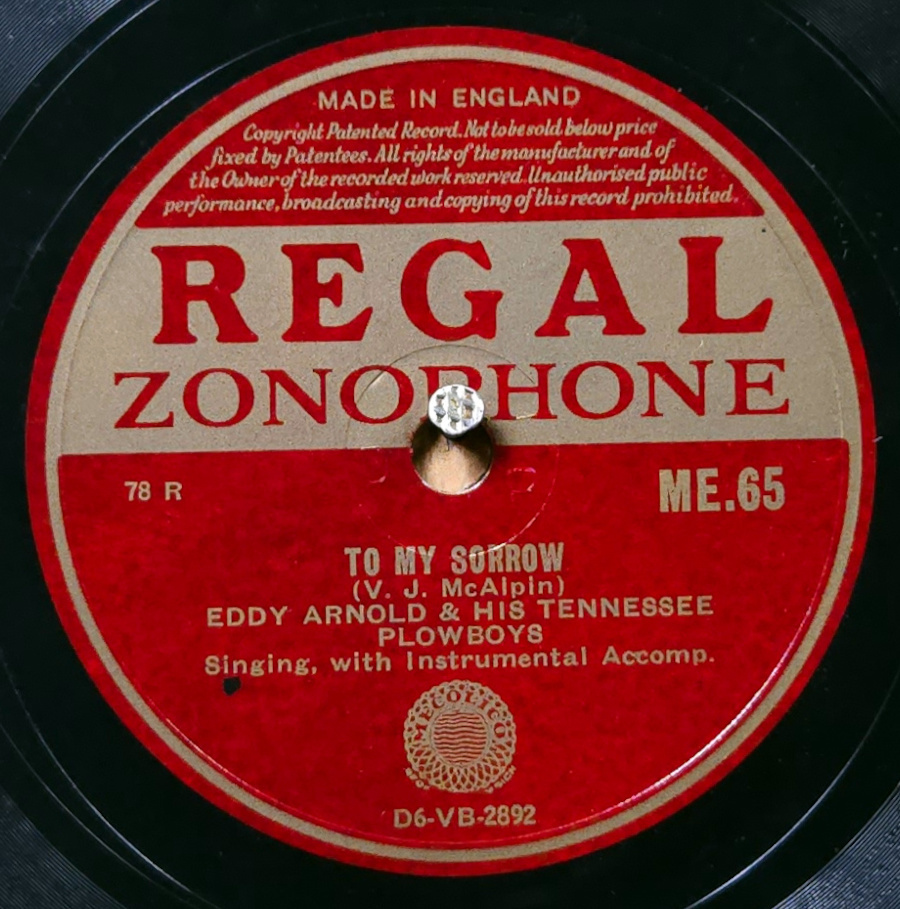 MADE IN ENGLAND
Copyright Patented Record. Not to be sold below price
fixed by Patentees. All rights of the manufacturer and of
the Owner of the recorded work reserved. Unauthorised public
performance, broadcasting and copying of this record prohibited.
REGAL
ZONOPHONE
78 R
ME.65
TO MY SORROW
(V. J. McAlpin)
EDDY ARNOLD & HIS TENNESSEE
PLOWBOYS
Singing, with Instrumental Accomp.
MECOLICO
D6-VB-2892